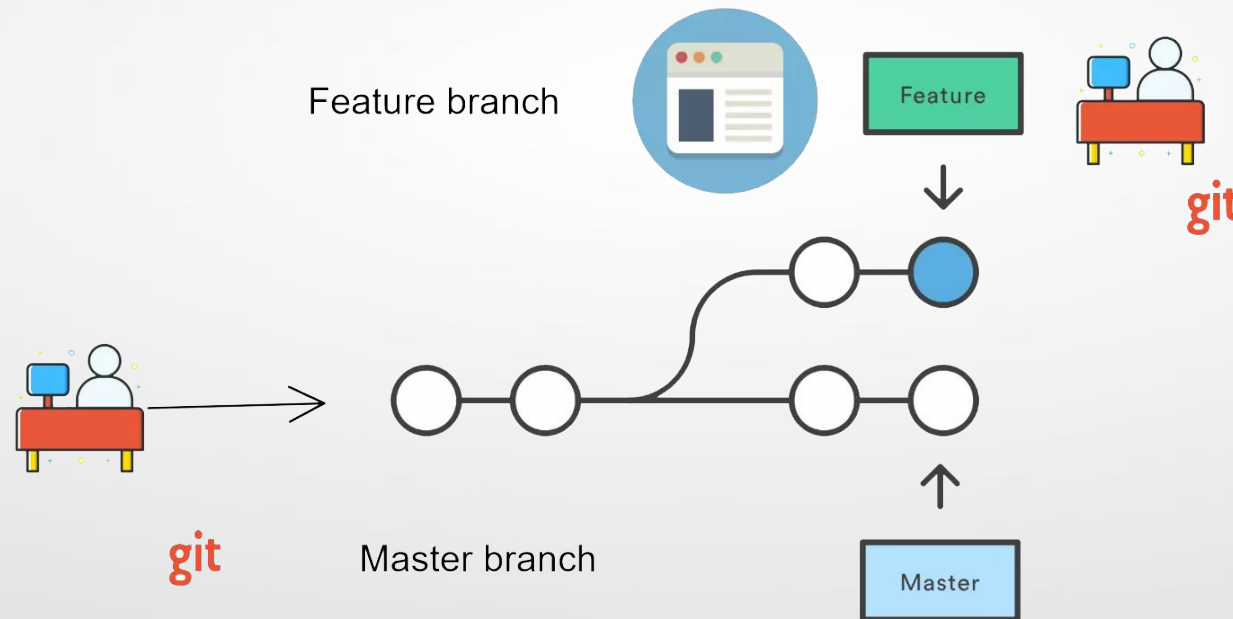 Feature branch
Feature
git
git
Master branch
Master